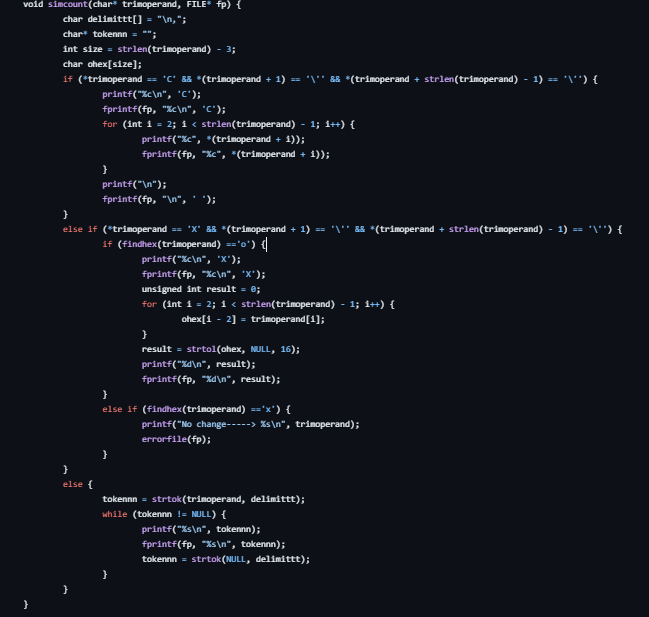 void simcount(char* trimoperand, FILE* fp) {
char delimittt[] = "\n,";
char* tokennn = "";
int size = strlen(trimoperand) - 3;
char ohex[size];
if (*trimoperand == 'C' && *(trimoperand + 1) == '\'' && *(trimoperand + strlen(trimoperand) - 1) == '\'') {
printf("%c\n", 'C');
fprintf(fp, "%c\n", 'C');
for (int i = 2; i < strlen(trimoperand) - 1; i++) {
printf("%c", *(trimoperand + i));
fprintf(fp, "%c", *(trimoperand + i));
}
printf("\n");
fprintf(fp, "\n", ' ');
}
else if (*trimoperand == 'X' && *(trimoperand + 1) == '\'' && *(trimoperand + strlen(trimoperand) - 1) == '\'') {
if (findhex(trimoperand) =='o') {
printf("%c\n", 'X');
fprintf(fp, "%c\n", 'X');
unsigned int result = 0;
for (int i = 2; i < strlen(trimoperand) - 1; i++) {
ohex[i - 2] = trimoperand[i];
}
result = strtol(ohex, NULL, 16);
printf("%d\n", result);
fprintf(fp, "%d\n", result);
}
else if (findhex(trimoperand) =='x') {
printf("No change-----> %s\n", trimoperand);
errorfile(fp);
}
}
else {
tokennn = strtok(trimoperand, delimittt);
while (tokennn != NULL) {
printf("%s\n", tokennn);
fprintf(fp, "%s\n", tokennn);
tokennn = strtok(NULL, delimittt);
}
}
}